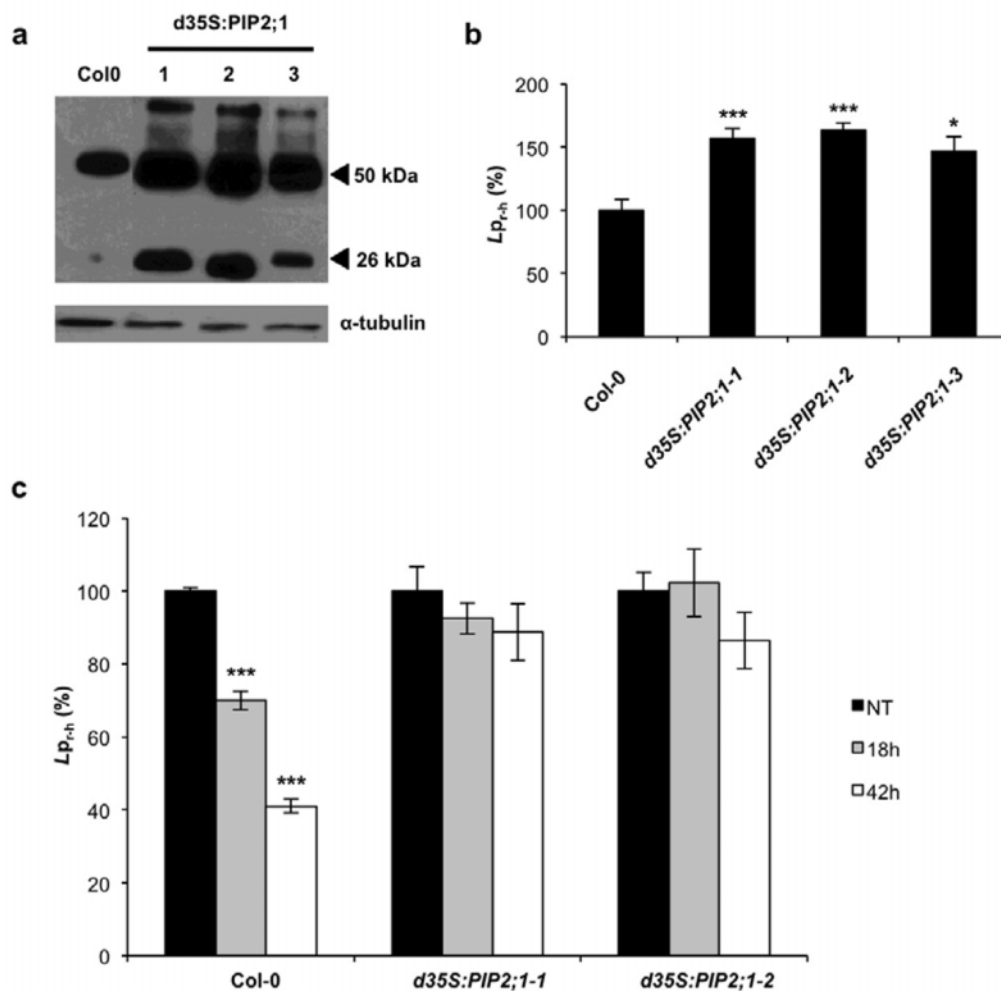 a
d35S:PIP2;1
Col0 1 2 3
50 kDa
26 kDa
α-tubulin
b
200
150
100
50
0
Lpr-h (%)
***
***
*
Col-0
d35S:PIP2;1-1
d35S:PIP2;1-2
d35S:PIP2;1-3
c
120
100
80
60
40
20
0
Lpr-h (%)
***
***
NT
18h
42h
Col-0 d35S:PIP2;1-1 d35S:PIP2;1-2